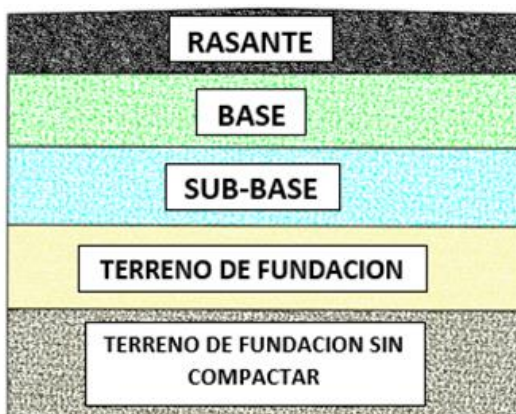 RASANTE
BASE
SUB-BASE
TERRENO DE FUNDACION
TERRENO DE FUNDACION SIN
COMPACTAR